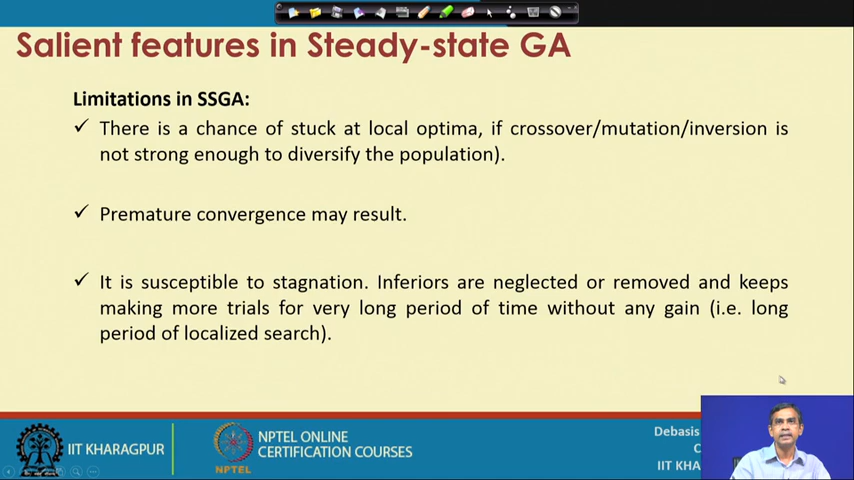 Salient features in Steady-state GA
Limitations in SSGA:
✓ There is a chance of stuck at local optima, if crossover/mutation/inversion is
not strong enough to diversify the population).
✓ Premature convergence may result.
✓ It is susceptible to stagnation. Inferiors are neglected or removed and keeps
making more trials for very long period of time without any gain (i.e. long
period of localized search).
IIT KHARAGPUR
NPTEL
NPTEL ONLINE
CERTIFICATION COURSES
Debasis
IIT KHA